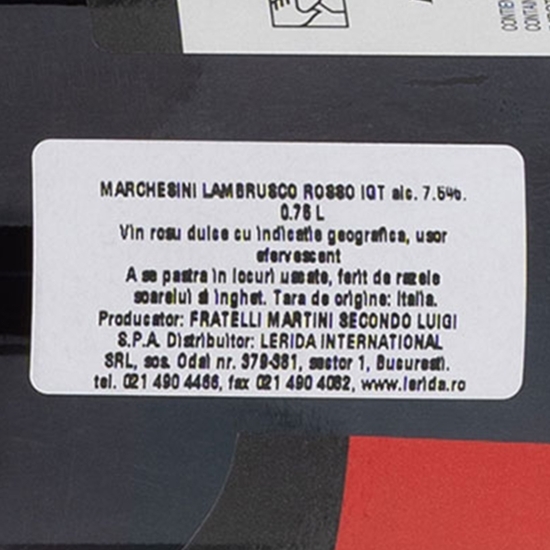 MARCHESINI LAMBRUSCO ROSSO IGT alc. 7.5%.
0.75 L
Vin rosu dulce cu indicatie geografica, usor
efervescent
A se pastra in locuri uscate, ferit de razele
soarelui si inghet. Tara de origine: Italia.
Producator: FRATELLI MARTINI SECONDO LUIGI
S.P.A. Distribuitor: LERIDA INTERNATIONAL
SRL, sos. Odai nr. 379-381, sector 1, Bucuresti.
tel. 021 490 4466, fax 021 490 4082, www.lerida.ro